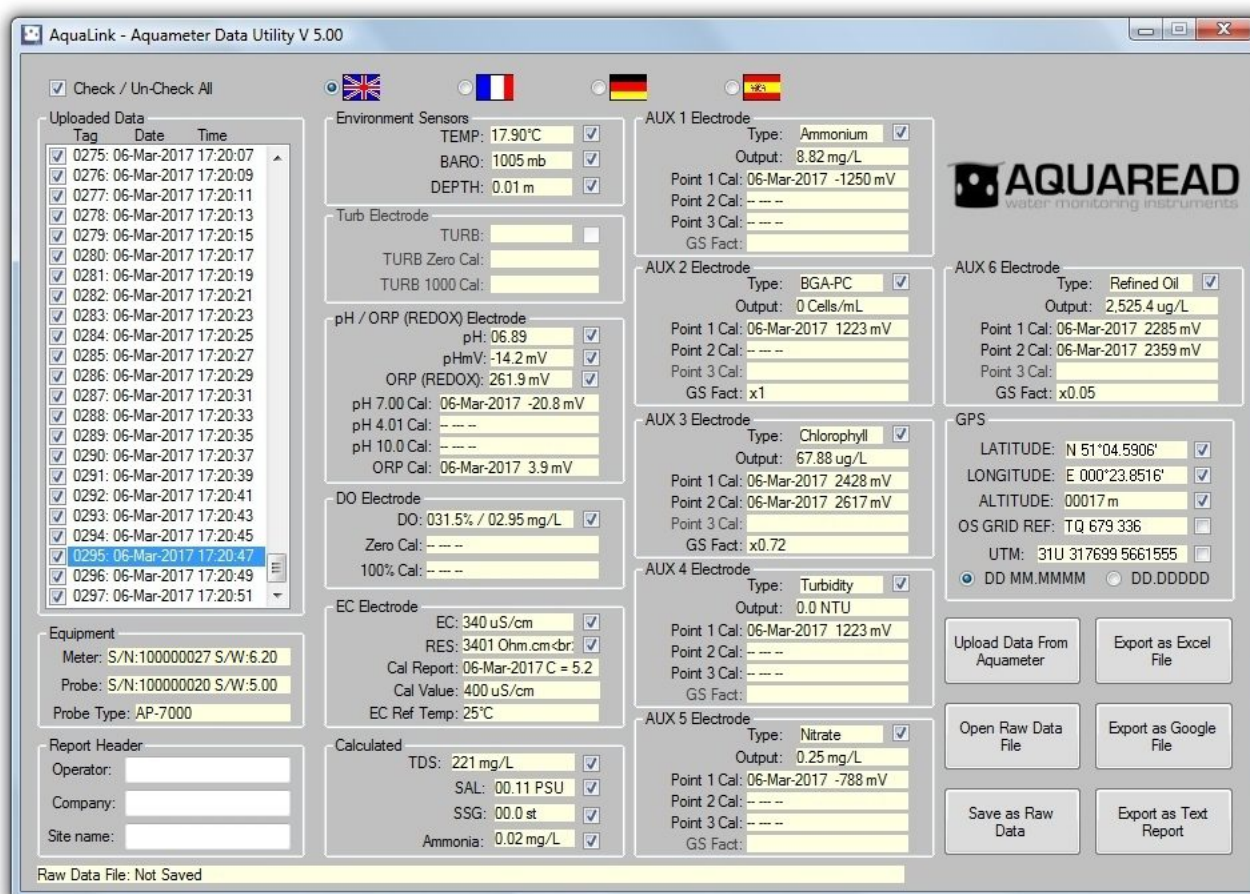 AquaLink - Aquameter Data Utility V 5.00
Check / Un-Check All
Uploaded Data
Tag Date Time
0275: 06-Mar-2017 17:20:07
0276: 06-Mar-2017 17:20:09
0277: 06-Mar-2017 17:20:11
0278: 06-Mar-2017 17:20:13
0279: 06-Mar-2017 17:20:15
0280: 06-Mar-2017 17:20:17
0281: 06-Mar-2017 17:20:19
0282: 06-Mar-2017 17:20:21
0283: 06-Mar-2017 17:20:23
0284: 06-Mar-2017 17:20:25
0285: 06-Mar-2017 17:20:27
0286: 06-Mar-2017 17:20:29
0287: 06-Mar-2017 17:20:31
0288: 06-Mar-2017 17:20:33
0289: 06-Mar-2017 17:20:35
0290: 06-Mar-2017 17:20:37
0291: 06-Mar-2017 17:20:39
0292: 06-Mar-2017 17:20:41
0293: 06-Mar-2017 17:20:43
0294: 06-Mar-2017 17:20:45
0295: 06-Mar-2017 17:20:47
0296: 06-Mar-2017 17:20:49
0297: 06-Mar-2017 17:20:51
Equipment
Meter: S/N:100000027 S/W:6.20
Probe: S/N:100000020 S/W:5.00
Probe Type: AP-7000
Report Header
Operator:
Company:
Site name:
Environment Sensors
TEMP: 17.90°C
BARO: 1005 mb
DEPTH: 0.01 m
Turb Electrode
TURB:
TURB Zero Cal:
TURB 1000 Cal:
pH / ORP (REDOX) Electrode
pH: 06.89
pHmV: -14.2 mV
ORP (REDOX): 261.9 mV
pH 7.00 Cal: 06-Mar-2017 -20.8 mV
pH 4.01 Cal: -- --- --
pH 10.0 Cal: -- --- --
ORP Cal: 06-Mar-2017 3.9 mV
DO Electrode
DO: 031.5% / 02.95 mg/L
Zero Cal: -- --- --
100% Cal: -- --- --
EC Electrode
EC: 340 uS/cm
RES: 3401 Ohm.cm<br:
Cal Report: 06-Mar-2017 C = 5.2
Cal Value: 400 uS/cm
EC Ref Temp: 25°C
Calculated
TDS: 221 mg/L
SAL: 00.11 PSU
SSG: 00.0 st
Ammonia: 0.02 mg/L
AUX 1 Electrode
Type: Ammonium
Output: 8.82 mg/L
Point 1 Cal: 06-Mar-2017 -1250 mV
Point 2 Cal: -- --- --
Point 3 Cal: -- --- --
GS Fact:
AUX 2 Electrode
Type: BGA-PC
Output: 0 Cells/mL
Point 1 Cal: 06-Mar-2017 1223 mV
Point 2 Cal: -- --- --
Point 3 Cal:
GS Fact: x1
AUX 3 Electrode
Type: Chlorophyll
Output: 67.88 ug/L
Point 1 Cal: 06-Mar-2017 2428 mV
Point 2 Cal: 06-Mar-2017 2617 mV
Point 3 Cal:
GS Fact: x0.72
AUX 4 Electrode
Type: Turbidity
Output: 0.0 NTU
Point 1 Cal: 06-Mar-2017 1223 mV
Point 2 Cal: -- --- --
Point 3 Cal: -- --- --
GS Fact:
AUX 5 Electrode
Type: Nitrate
Output: 0.25 mg/L
Point 1 Cal: 06-Mar-2017 -788 mV
Point 2 Cal: -- --- --
Point 3 Cal: -- --- --
GS Fact:
AQUAREAD
water monitoring instruments
AUX 6 Electrode
Type: Refined Oil
Output: 2,525.4 ug/L
Point 1 Cal: 06-Mar-2017 2285 mV
Point 2 Cal: 06-Mar-2017 2359 mV
Point 3 Cal:
GS Fact: x0.05
GPS
LATITUDE: N 51°04.5906'
LONGITUDE: E 000°23.8516'
ALTITUDE: 00017 m
OS GRID REF: TQ 679 336
UTM: 31U 317699 5661555
DD MM.MMMM DD.DDDDD
Upload Data From
Aquameter
Export as Excel
File
Open Raw Data
File
Export as Google
File
Save as Raw
Data
Export as Text
Report
Raw Data File: Not Saved